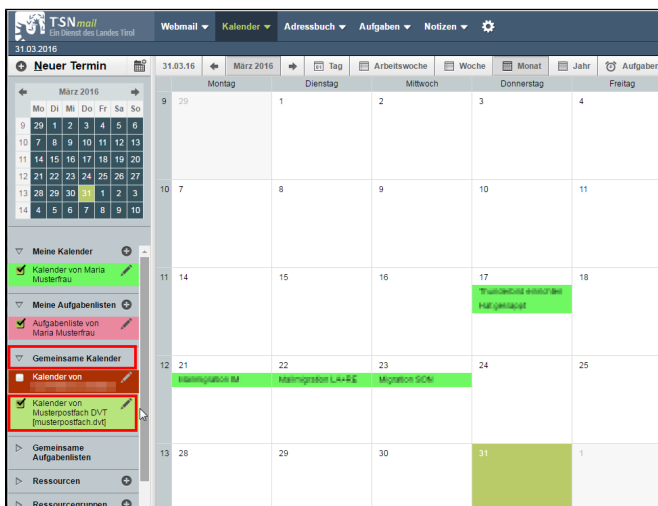 TSNmail
Ein Dienst des Landes Tirol
Webmail Kalender Adressbuch Aufgaben Notizen
31.03.2016
Neuer Termin
31.03.16 März 2016 Tag Arbeitswoche Woche Monat Jahr Aufgaben
März 2016
Mo Di Mi Do Fr Sa So
9 29 1 2 3 4 5 6
10 7 8 9 10 11 12 13
11 14 15 16 17 18 19 20
12 21 22 23 24 25 26 27
13 28 29 30 31 1 2 3
14 4 5 6 7 8 9 10
Meine Kalender
Kalender von Maria
Musterfrau
Meine Aufgabenlisten
Aufgabenliste von
Maria Musterfrau
Gemeinsame Kalender
Kalender von
Kalender von
Musterpostfach DVT
[musterpostfach.dvt]
Gemeinsame
Aufgabenlisten
Ressourcen
Ressourcegruppen
Montag Dienstag Mittwoch Donnerstag Freitag
9 29 1 2 3 4
10 7 8 9 10 11
11 14 15 16 17 18
12 21 22 23 24 25
Migration
13 28 29 30 31 1